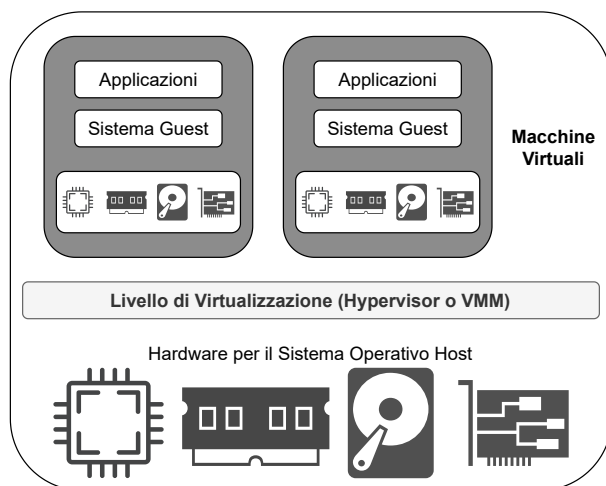 Applicazioni
Sistema Guest
Applicazioni
Sistema Guest
Macchine
Virtuali
Livello di Virtualizzazione (Hypervisor o VMM)
Hardware per il Sistema Operativo Host